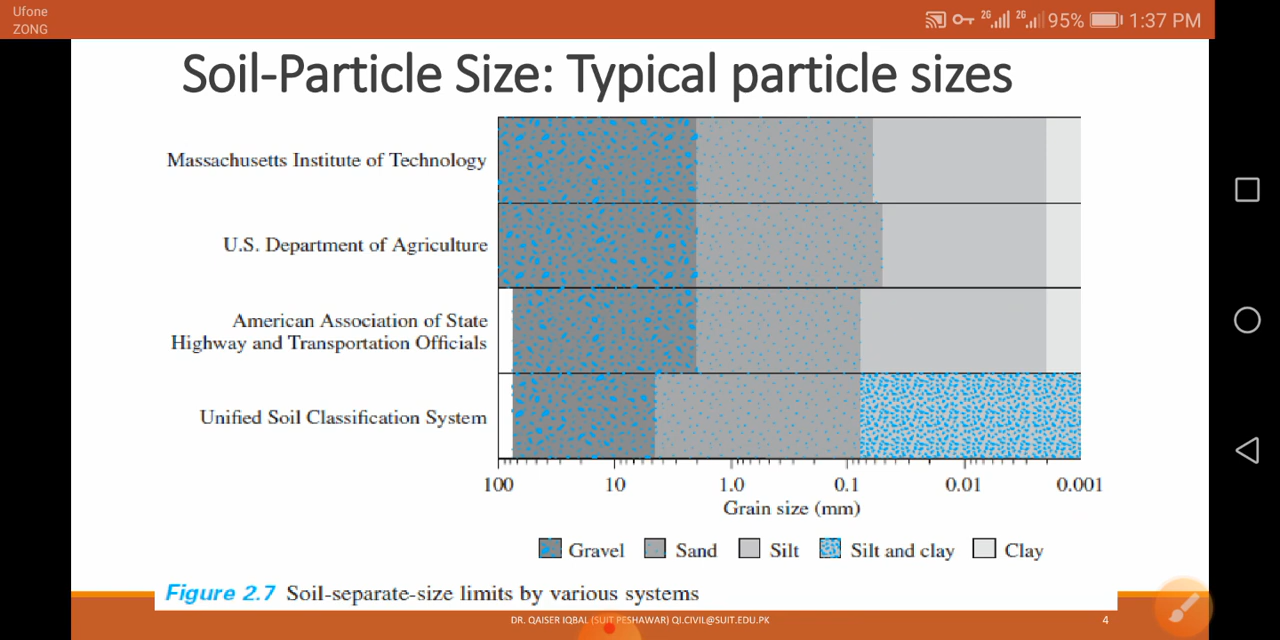 Ufone
ZONG
2G 2G 95% 1:37 PM
Soil-Particle Size: Typical particle sizes
Massachusetts Institute of Technology
U.S. Department of Agriculture
American Association of State
Highway and Transportation Officials
Unified Soil Classification System
100 10 1.0 0.1 0.01 0.001
Grain size (mm)
Gravel Sand Silt Silt and clay Clay
Figure 2.7 Soil-separate-size limits by various systems
DR. QAISER IQBAL (SUIT PESHAWAR) QI.CIVIL@SUIT.EDU.PK 4